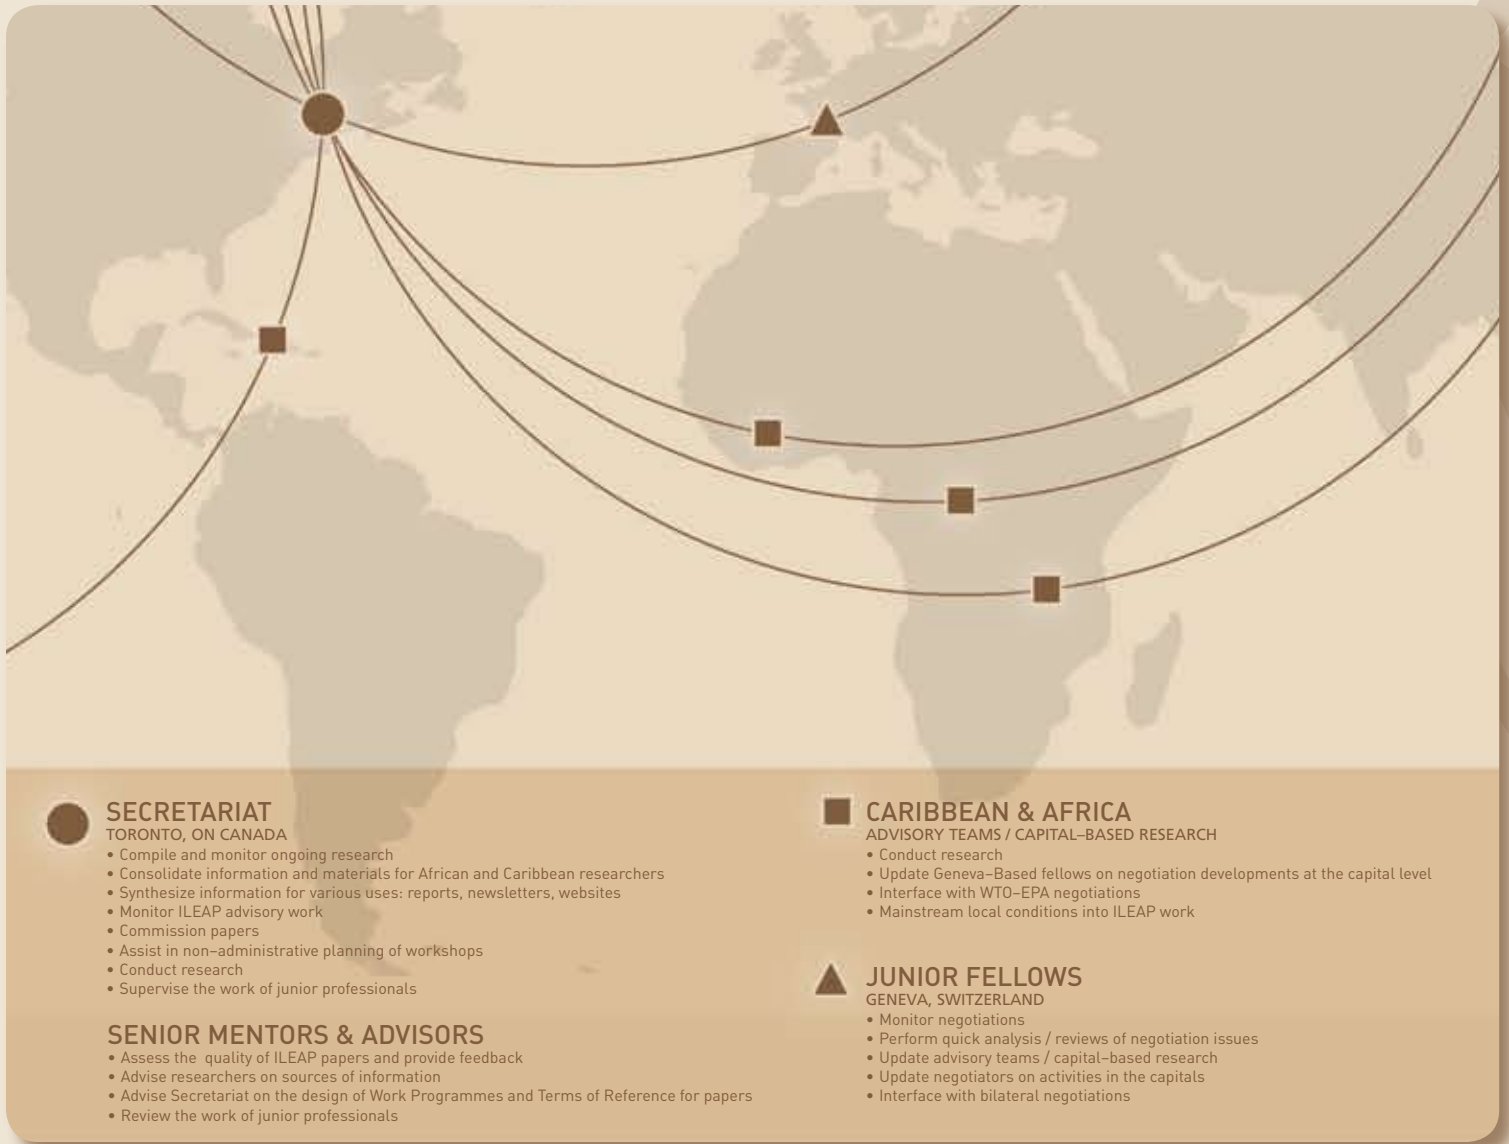 SECRETARIAT
TORONTO, ON CANADA
• Compile and monitor ongoing research
• Consolidate information and materials for African and Caribbean researchers
• Synthesize information for various uses: reports, newsletters, websites
• Monitor ILEAP advisory work
• Commission papers
• Assist in non–administrative planning of workshops
• Conduct research
• Supervise the work of junior professionals
SENIOR MENTORS & ADVISORS
• Assess the  quality of ILEAP papers and provide feedback
• Advise researchers on sources of information
• Advise Secretariat on the design of Work Programmes and Terms of Reference for papers
• Review the work of junior professionals
CARIBBEAN & AFRICA
ADVISORY TEAMS / CAPITAL–BASED RESEARCH
• Conduct research
• Update Geneva–Based fellows on negotiation developments at the capital level
• Interface with WTO–EPA negotiations
• Mainstream local conditions into ILEAP work
JUNIOR FELLOWS
GENEVA, SWITZERLAND
• Monitor negotiations
• Perform quick analysis / reviews of negotiation issues
• Update advisory teams / capital–based research
• Update negotiators on activities in the capitals
• Interface with bilateral negotiations